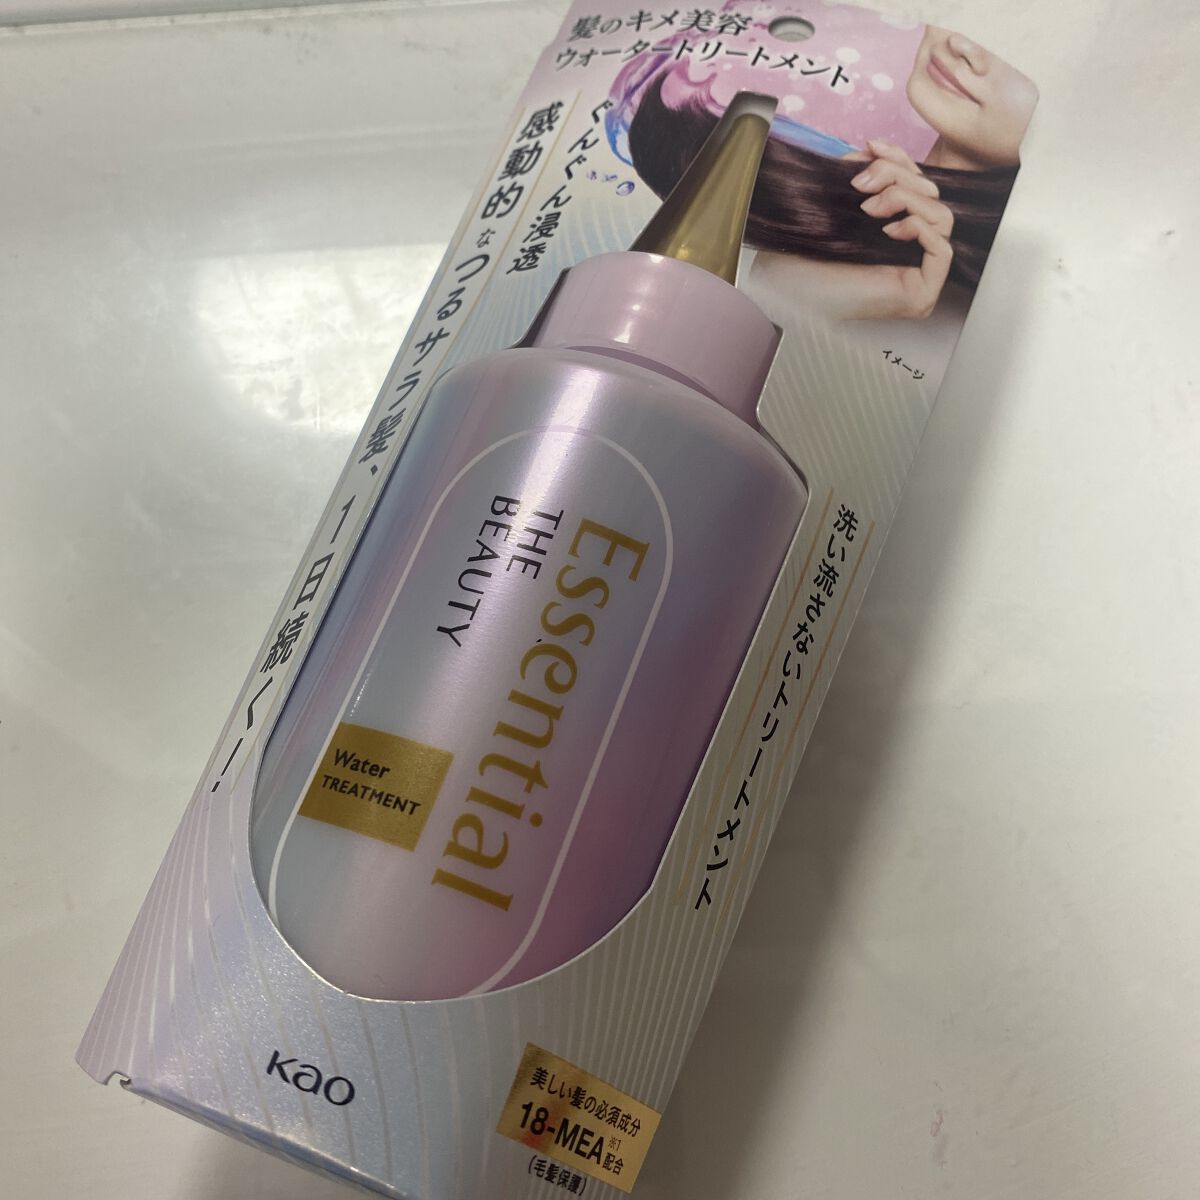 髪のキメ美容
ウォータートリートメント
ぐんぐん浸透
感動的なつるサラ髪、1日続く!
イメージ
洗い流さないトリートメント
Essential
THE
BEAUTY
Water
TREATMENT
Kao
美しい髪の必須成分
18-MEA※1配合
(毛髪保護)